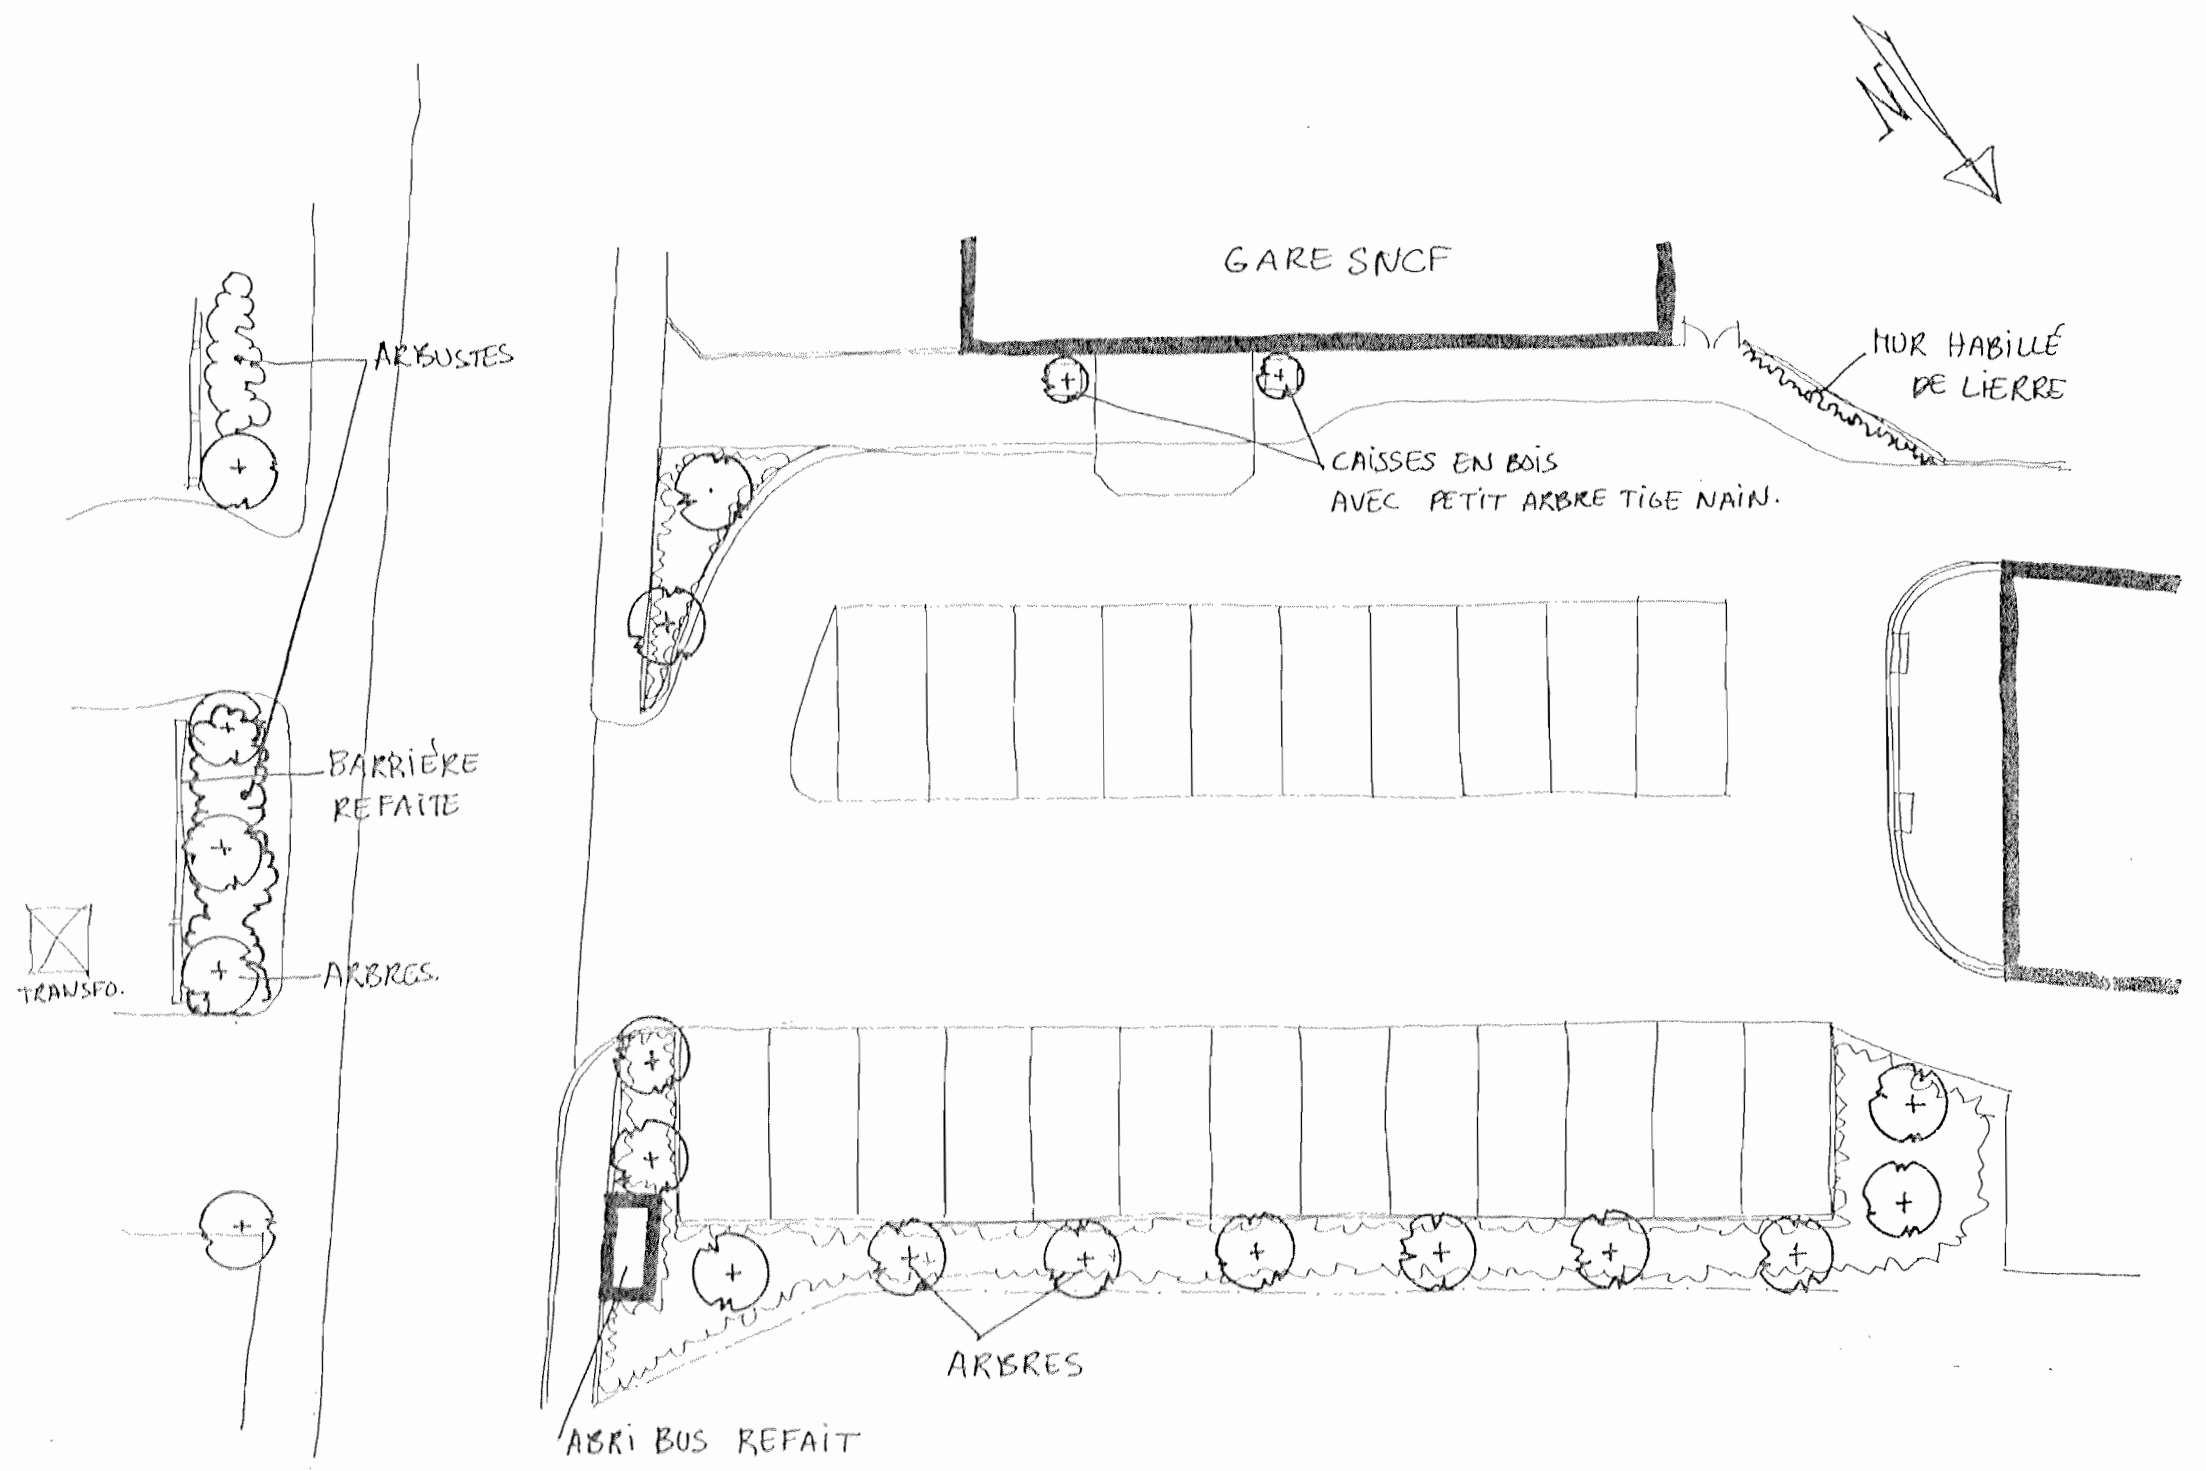 N
GARE SNCF
ARBUSTES
MUR HABILLÉ
DE LIERRE
CAISSES EN BOIS
AVEC PETIT ARBRE TIGE NAIN.
BARRIÈRE
REFAITE
ARBRES.
TRANSFO.
ARBRES
ABRI BUS REFAIT